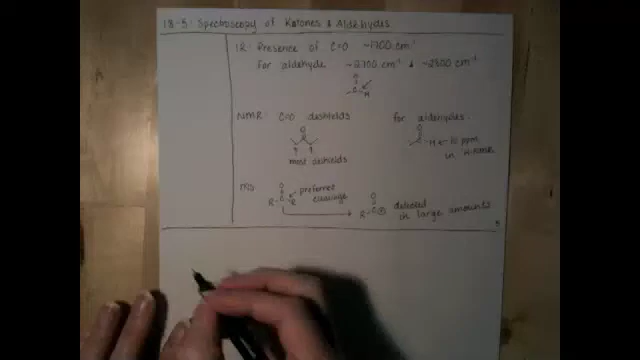 18-5: Spectroscopy of Ketones & Aldehydes
IR: Presence of C=O ~1700 cm⁻¹
For aldehyde ~2700 cm⁻¹ & ~2800 cm⁻¹
O
C
H
NMR: C=O deshields
for aldehydes
O
O
C H ← ~10 ppm
in H-NMR
most deshields
MS
O
R C R
preferred
cleavage
O
R-C⊕
detected
in large amounts